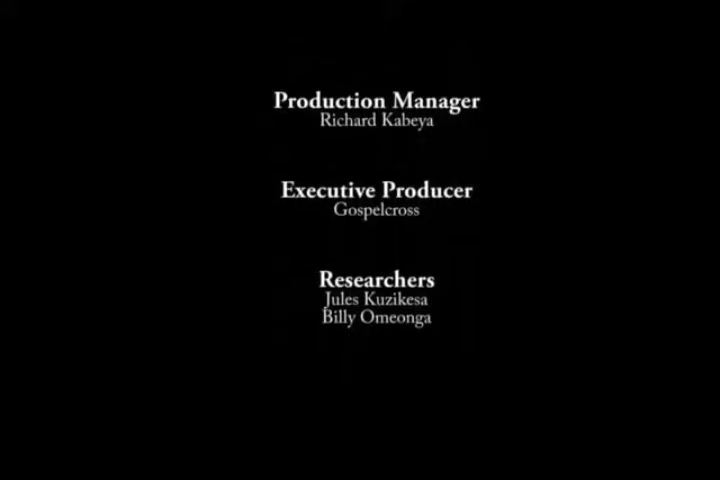 Production Manager
Richard Kabeya
Executive Producer
Gospelcross
Researchers
Jules Kuzikesa
Billy Omeonga